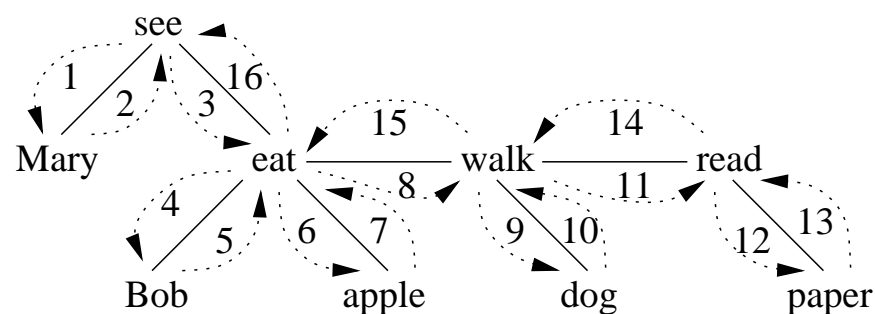 see
1 2 3 16
Mary eat 15 walk 14 read
4 5 6 7 8 9 10 11 12 13
Bob apple dog paper